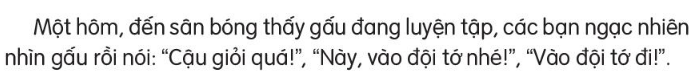 Một hôm, đến sân bóng thấy gấu đang luyện tập, các bạn ngạc nhiên
nhìn gấu rồi nói: “Cậu giỏi quá!”, “Này, vào đội tớ nhé!”, “Vào đội tớ đi!”.